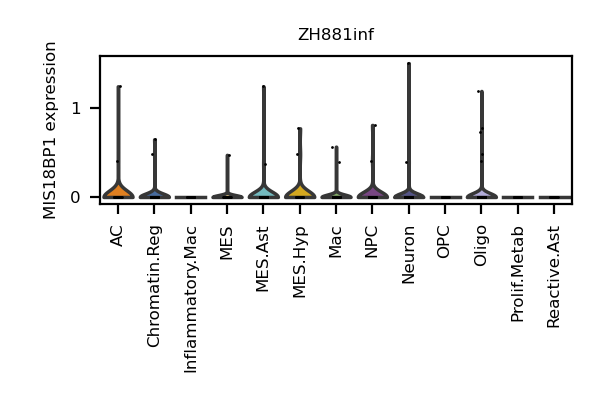 ZH881inf
MIS18BP1 expression
1
0
AC
Chromatin.Reg
Inflammatory.Mac
MES
MES.Ast
MES.Hyp
Mac
NPC
Neuron
OPC
Oligo
Prolif.Metab
Reactive.Ast